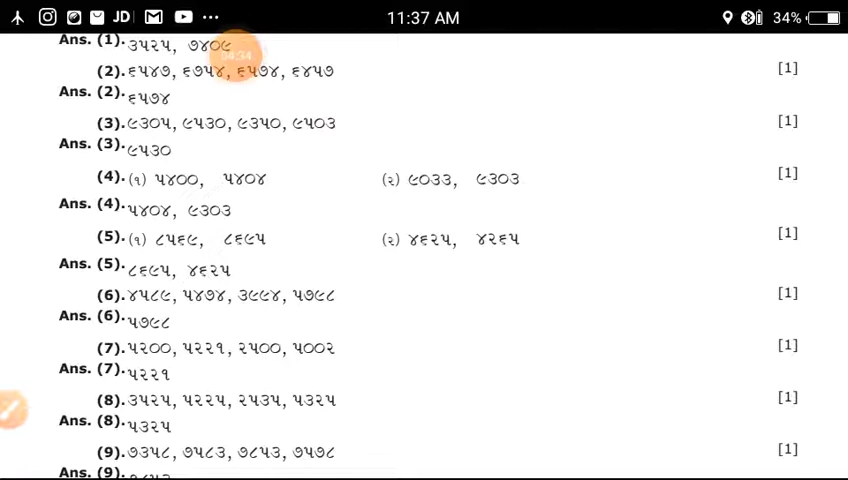 JD ... 11:37 AM 34%
Ans. (1). ૩૫૨૫, ૭૪૦૯
04:34
(2). ૬૫૪૭, ૬૭૫૪, ૬૫૭૪, ૬૪૫૭ [1]
Ans. (2). ૬૫૭૪
(3). ૯૩૦૫, ૯૫૩૦, ૯૩૫૦, ૯૫૦૩ [1]
Ans. (3). ૯૫૩૦
(4). (૧) ૫૪૦૦, ૫૪૦૪ (૨) ૯૦૩૩, ૯૩૦૩ [1]
Ans. (4). ૫૪૦૪, ૯૩૦૩
(5). (૧) ૮૫૬૯, ૮૬૯૫ (૨) ૪૬૨૫, ૪૨૬૫ [1]
Ans. (5). ૮૬૯૫, ૪૬૨૫
(6). ૪૫૮૯, ૫૪૭૪, ૩૯૯૪, ૫૭૯૮ [1]
Ans. (6). ૫૭૯૮
(7). ૫૨૦૦, ૫૨૨૧, ૨૫૦૦, ૫૦૦૨ [1]
Ans. (7). ૫૨૨૧
(8). ૩૫૨૫, ૫૨૨૫, ૨૫૩૫, ૫૩૨૫ [1]
Ans. (8). ૫૩૨૫
(9). ૭૩૫૮, ૭૫૮૩, ૭૮૫૩, ૭૫૭૮ [1]
Ans. (9).